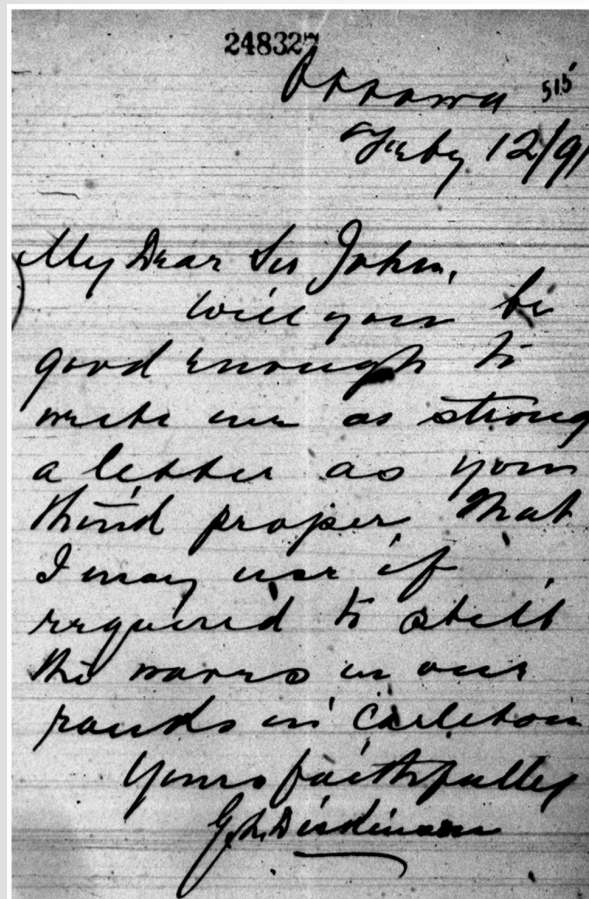 248327
Ottawa 515
Feby 12/91
My Dear Sir John,
Will you be
good enough to
write me as strong
a letter as you
think proper that
I may use if
required to still
the waves in our
ranks in Carleton
Yours faithfully
G. L. Dickinson